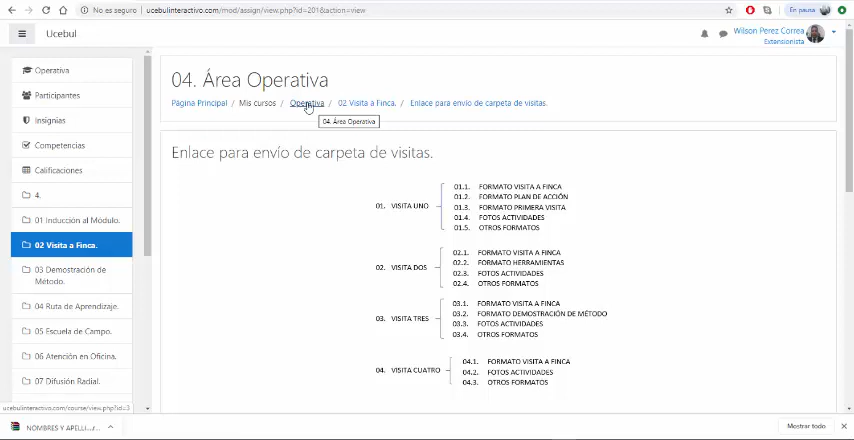 No es seguro | ucebulinteractivo.com/mod/assign/view.php?id=201&action=view
En pausa
Ucebul
Wilson Perez Correa
Extensionista
Operativa
Participantes
Insignias
Competencias
Calificaciones
4.
01 Inducción al Módulo.
02 Visita a Finca.
03 Demostración de
Método.
04 Ruta de Aprendizaje.
05 Escuela de Campo.
06 Atención en Oficina.
07 Difusión Radial.
04. Área Operativa
Página Principal / Mis cursos / Operativa / 02 Visita a Finca. / Enlace para envío de carpeta de visitas.
04. Área Operativa
Enlace para envío de carpeta de visitas.
01. VISITA UNO
01.1. FORMATO VISITA A FINCA
01.2. FORMATO PLAN DE ACCIÓN
01.3. FORMATO PRIMERA VISITA
01.4. FOTOS ACTIVIDADES
01.5. OTROS FORMATOS
02. VISITA DOS
02.1. FORMATO VISITA A FINCA
02.2. FORMATO HERRAMIENTAS
02.3. FOTOS ACTIVIDADES
02.4. OTROS FORMATOS
03. VISITA TRES
03.1. FORMATO VISITA A FINCA
03.2. FORMATO DEMOSTRACIÓN DE MÉTODO
03.3. FOTOS ACTIVIDADES
03.4. OTROS FORMATOS
04. VISITA CUATRO
04.1. FORMATO VISITA A FINCA
04.2. FOTOS ACTIVIDADES
04.3. OTROS FORMATOS
ucebulinteractivo.com/course/view.php?id=3
NOMBRES Y APELLI--./...
Mostrar todo